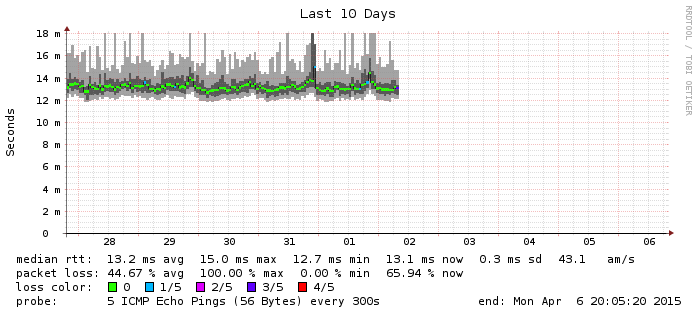 Last 10 Days
RRDTOOL / TOBI OETIKER
Seconds
18 m
16 m
14 m
12 m
10 m
8 m
6 m
4 m
2 m
0
28 29 30 31 01 02 03 04 05 06
median rtt: 13.2 ms avg 15.0 ms max 12.7 ms min 13.1 ms now 0.3 ms sd 43.1 am/s
packet loss: 44.67 % avg 100.00 % max 0.00 % min 65.94 % now
loss color: 0 1/5 2/5 3/5 4/5
probe: 5 ICMP Echo Pings (56 Bytes) every 300s end: Mon Apr 6 20:05:20 2015